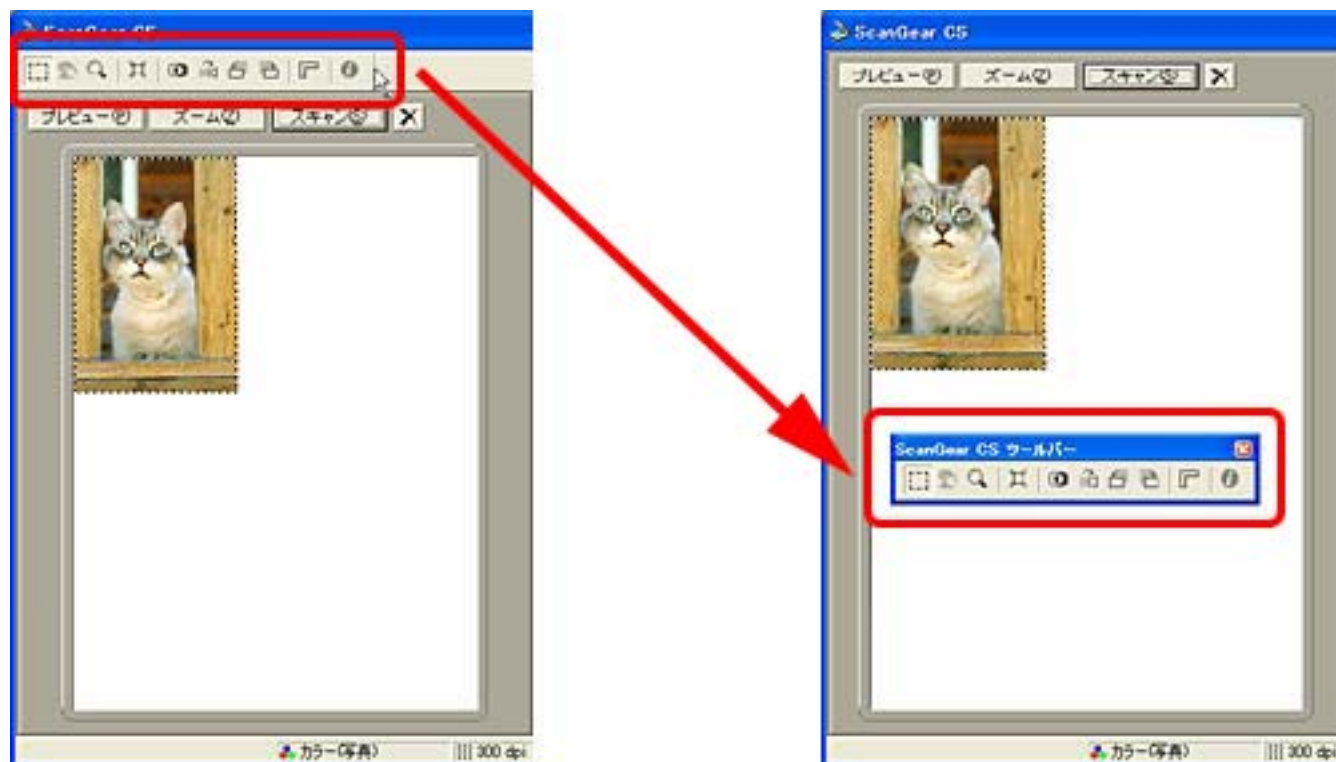 ScanGear CS
プレビュー(P) ズーム(Z) スキャン(S)
カラー(写真) 300 dpi
ScanGear CS
プレビュー(P) ズーム(Z) スキャン(S)
ScanGear CS ツールバー
カラー(写真) 300 dpi